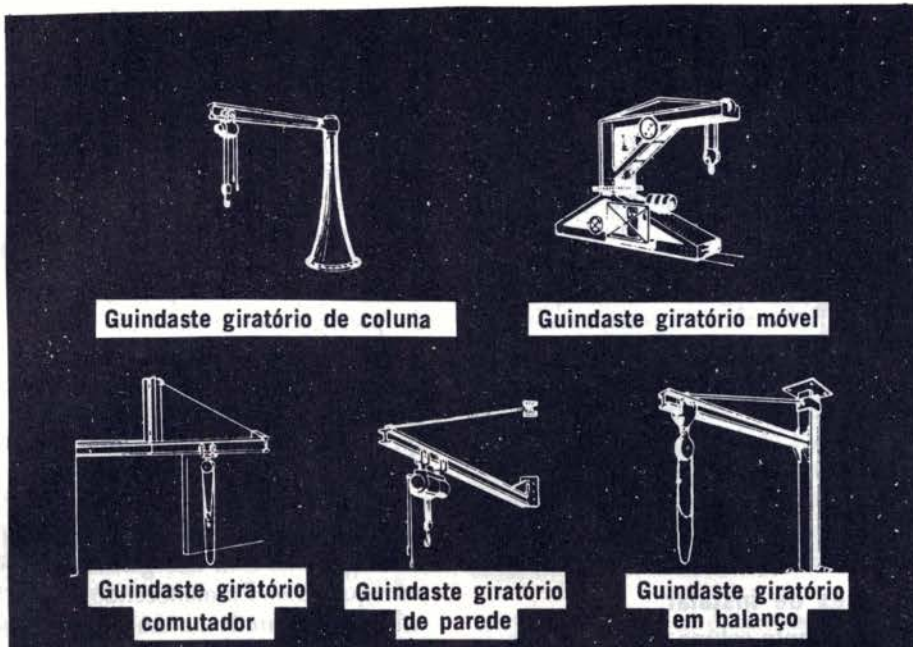 Guindaste giratório de coluna
Guindaste giratório móvel
Guindaste giratório
comutador
Guindaste giratório
de parede
Guindaste giratório
em balanço